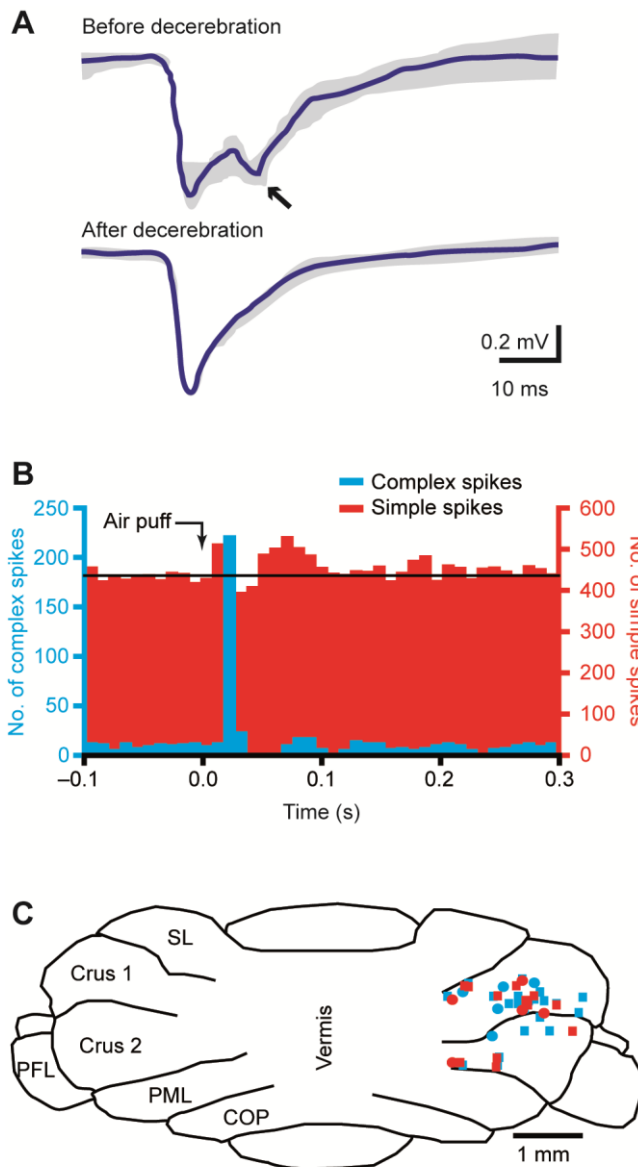 A
Before decerebration
After decerebration
0.2 mV
10 ms
B
Complex spikes
Simple spikes
Air puff
No. of complex spikes
250
200
150
100
50
0
600
500
400
300
200
100
0
No. of simple spikes
–0.1
0.0
0.1
0.2
0.3
Time (s)
C
SL
Crus 1
Crus 2
PFL
PML
COP
Vermis
1 mm